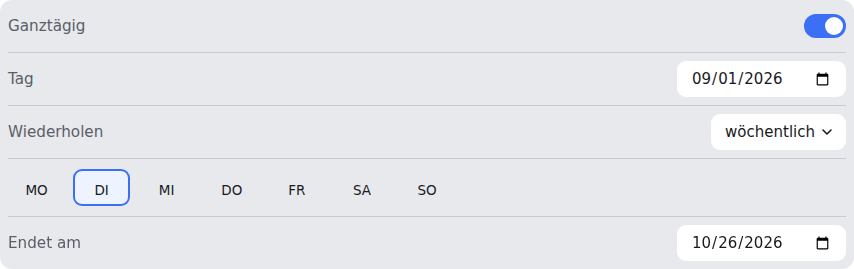 Ganztägig
Tag 09/01/2026
Wiederholen wöchentlich
MO DI MI DO FR SA SO
Endet am 10/26/2026